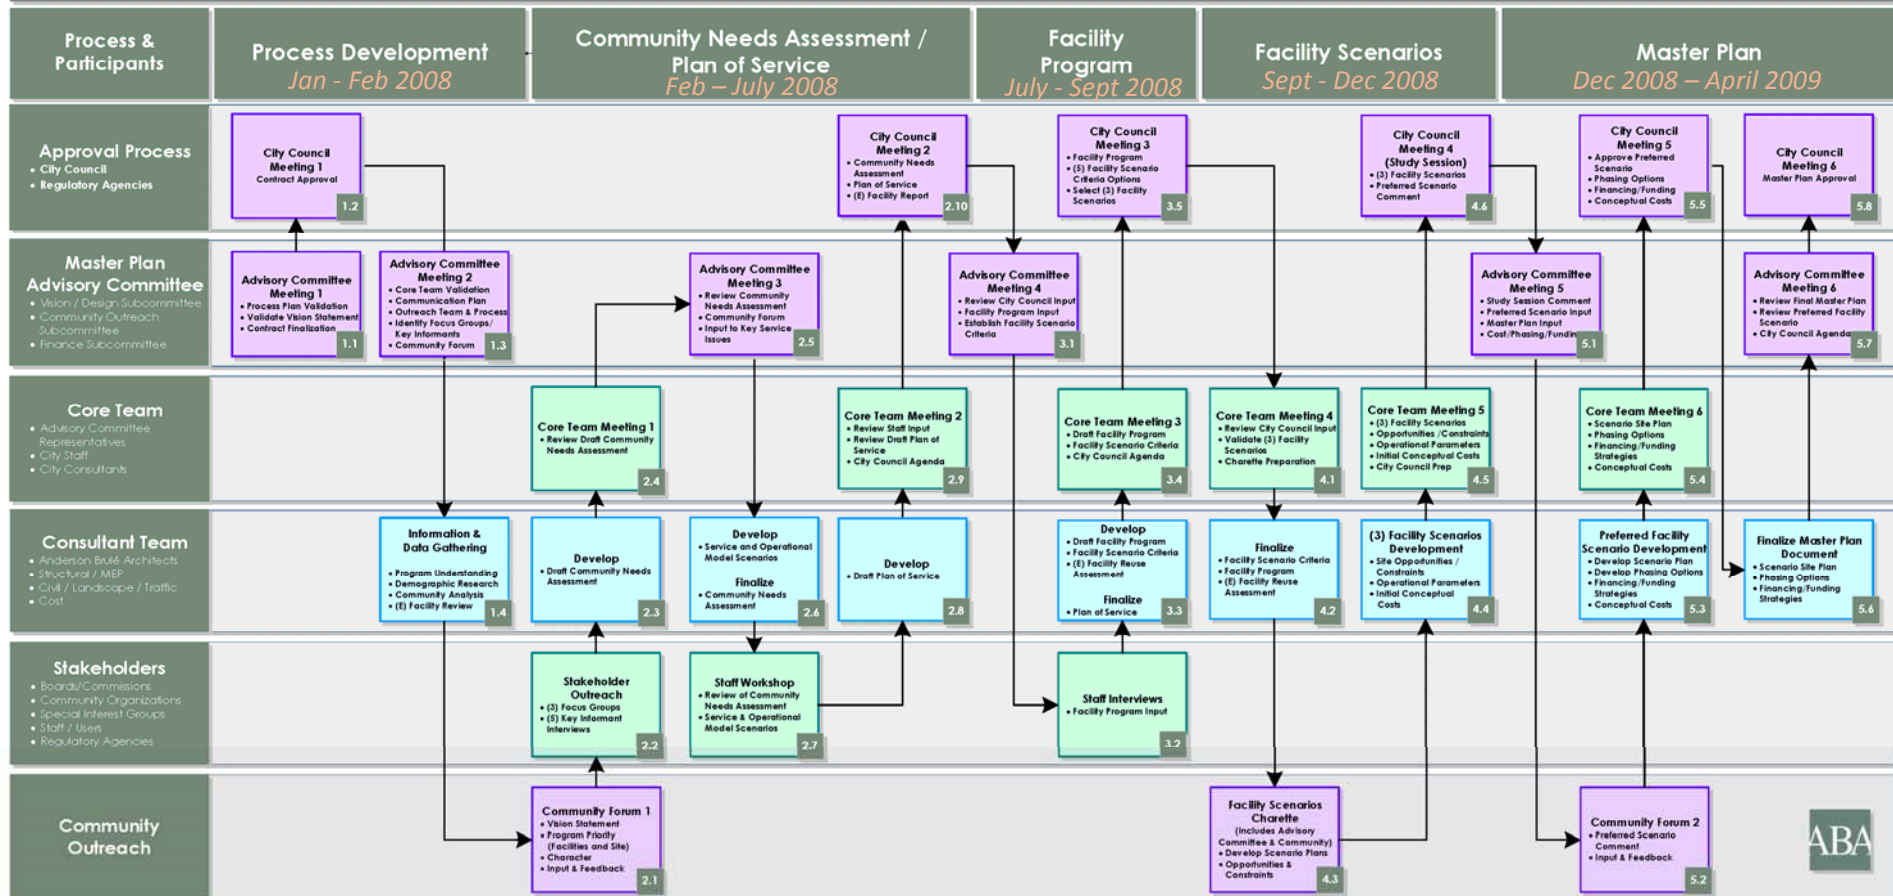 Process &
Participants
Process Development
Jan - Feb 2008
Community Needs Assessment /
Plan of Service
Feb – July 2008
Facility
Program
July - Sept 2008
Facility Scenarios
Sept - Dec 2008
Master Plan
Dec 2008 – April 2009
Approval Process
• City Council
• Regulatory Agencies
City Council
Meeting 1
Contract Approval
1.2
City Council
Meeting 2
• Community Needs
Assessment
• Plan of Service
• (E) Facility Report
2.10
City Council
Meeting 3
• Facility Program
• (5) Facility Scenario
Criteria Options
• Select (3) Facility
Scenarios
3.5
City Council
Meeting 4
(Study Session)
• (3) Facility Scenarios
• Preferred Scenario
Comment
4.6
City Council
Meeting 5
• Approve Preferred
Scenario
• Phasing Options
• Financing/Funding
• Conceptual Costs
5.5
City Council
Meeting 6
Master Plan Approval
5.8
Master Plan
Advisory Committee
• Vision / Design Subcommittee
• Community Outreach
Subcommittee
• Finance Subcommittee
Advisory Committee
Meeting 1
• Process Plan Validation
• Validate Vision Statement
• Contract Finalization
1.1
Advisory Committee
Meeting 2
• Core Team Validation
• Communication Plan
• Outreach Team & Process
• Identify Focus Groups/
Key Informants
• Community Forum
1.3
Advisory Committee
Meeting 3
• Review Community
Needs Assessment
• Community Forum
• Input to Key Service
Issues
2.5
Advisory Committee
Meeting 4
• Review City Council Input
• Facility Program Input
• Establish Facility Scenario
Criteria
3.1
Advisory Committee
Meeting 5
• Study Session Comment
• Preferred Scenario Input
• Master Plan Input
• Cost/Phasing/Funding
5.1
Advisory Committee
Meeting 6
• Review Final Master Plan
• Review Preferred Facility
Scenario
• City Council Agenda
5.7
Core Team
• Advisory Committee
Representatives
• City Staff
• City Consultants
Core Team Meeting 1
• Review Draft Community
Needs Assessment
2.4
Core Team Meeting 2
• Review Staff Input
• Review Draft Plan of
Service
• City Council Agenda
2.9
Core Team Meeting 3
• Draft Facility Program
• Facility Scenario Criteria
• City Council Agenda
3.4
Core Team Meeting 4
• Review City Council Input
• Validate (3) Facility
Scenarios
• Charette Preparation
4.1
Core Team Meeting 5
• (3) Facility Scenarios
• Opportunities /Constraints
• Operational Parameters
• Initial Conceptual Costs
• City Council Prep
4.5
Core Team Meeting 6
• Scenario Site Plan
• Phasing Options
• Financing/Funding
Strategies
• Conceptual Costs
5.4
Consultant Team
• Anderson Brulé Architects
• Structural / MEP
• Civil / Landscape / Traffic
• Cost
Information &
Data Gathering
• Program Understanding
• Demographic Research
• Community Analysis
• (E) Facility Review
1.4
Develop
• Draft Community Needs
Assessment
2.3
Develop
• Service and Operational
Model Scenarios
Finalize
• Community Needs
Assessment
2.6
Develop
• Draft Plan of Service
2.8
Develop
• Draft Facility Program
• Facility Scenario Criteria
• (E) Facility Reuse
Assessment
Finalize
• Plan of Service
3.3
Finalize
• Facility Scenario Criteria
• Facility Program
• (E) Facility Reuse
Assessment
4.2
(3) Facility Scenarios
Development
• Site Opportunities /
Constraints
• Operational Parameters
• Initial Conceptual
Costs
4.4
Preferred Facility
Scenario Development
• Develop Scenario Plan
• Develop Phasing Options
• Financing/Funding
Strategies
• Conceptual Costs
5.3
Finalize Master Plan
Document
• Scenario Site Plan
• Phasing Options
• Financing/Funding
Strategies
5.6
Stakeholders
• Boards/Commissions
• Community Organizations
• Special Interest Groups
• Staff / Users
• Regulatory Agencies
Stakeholder
Outreach
• (3) Focus Groups
• (5) Key Informant
Interviews
2.2
Staff Workshop
• Review of Community
Needs Assessment
• Service & Operational
Model Scenarios
2.7
Staff Interviews
• Facility Program Input
3.2
Community
Outreach
Community Forum 1
• Vision Statement
• Program Priority
(Facilities and Site)
• Character
• Input & Feedback
2.1
Facility Scenarios
Charette
(Includes Advisory
Committee & Community)
• Develop Scenario Plans
• Opportunities &
Constraints
4.3
Community Forum 2
• Preferred Scenario
Comment
• Input & Feedback
5.2
ABA